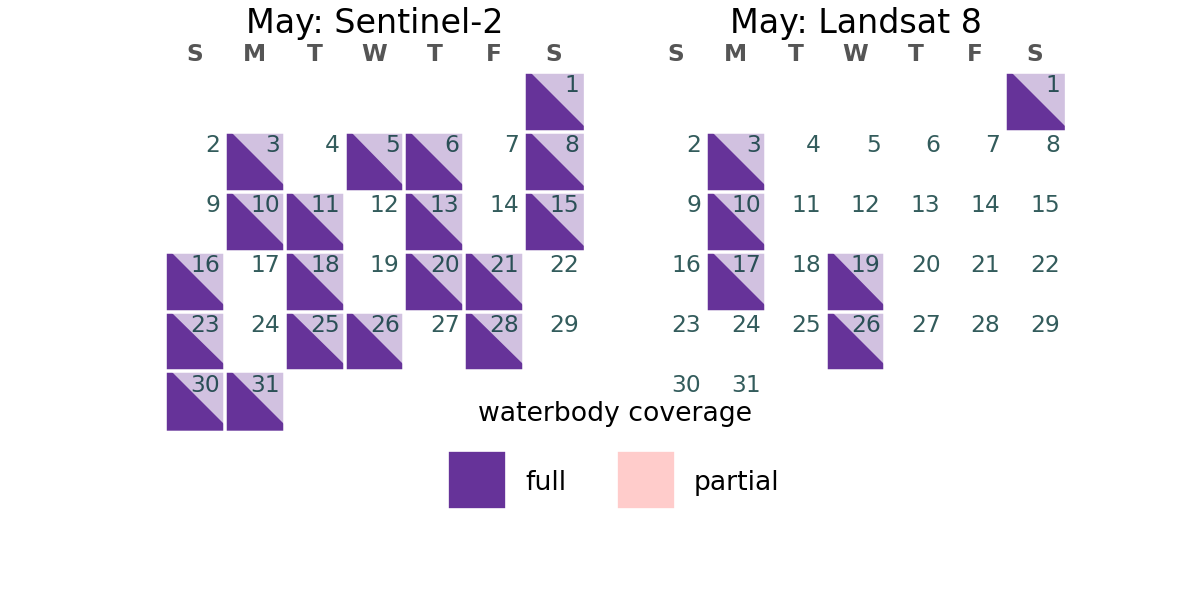 May: Sentinel-2
S M T W T F S
1
2 3 4 5 6 7 8
9 10 11 12 13 14 15
16 17 18 19 20 21 22
23 24 25 26 27 28 29
30 31
May: Landsat 8
S M T W T F S
1
2 3 4 5 6 7 8
9 10 11 12 13 14 15
16 17 18 19 20 21 22
23 24 25 26 27 28 29
30 31
waterbody coverage
full partial